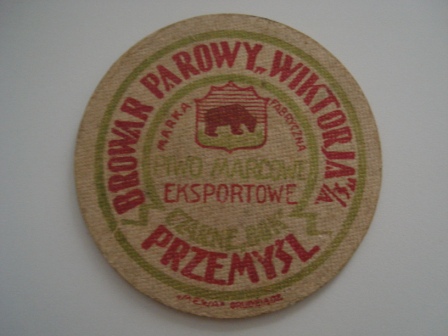 BROWAR PAROWY „WIKTORJA” S/A
MARKA FABRYCZNA
PIWO MARCOWE
EKSPORTOWE
CZARNE,
PRZEMYŚL